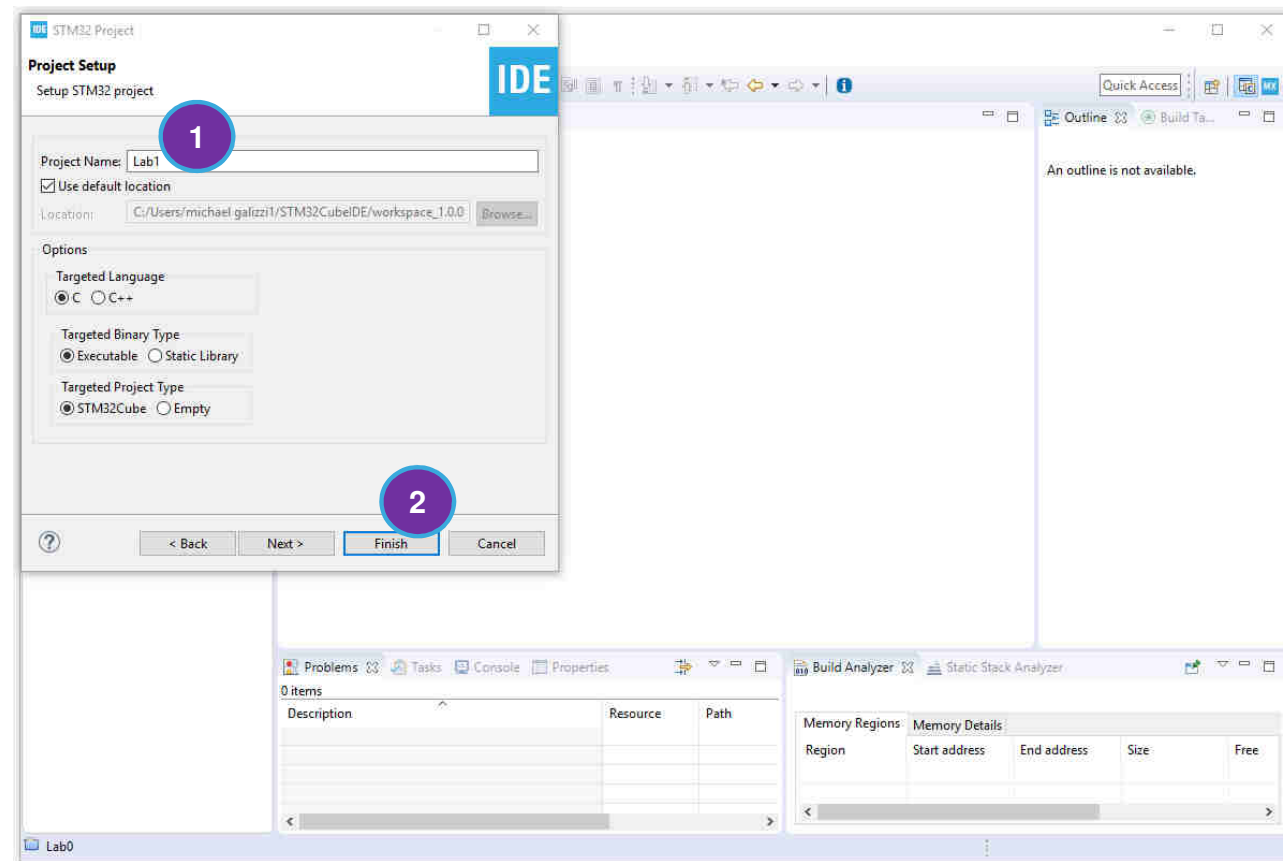 IDE STM32 Project
Project Setup
Setup STM32 project
IDE
1
Project Name: Lab1
Use default location
Location: C:/Users/michael galizzi1/STM32CubeIDE/workspace_1.0.0 Browse...
Options
Targeted Language
C C++
Targeted Binary Type
Executable Static Library
Targeted Project Type
STM32Cube Empty
2
? < Back Next > Finish Cancel
Quick Access MX
Outline Build Ta...
An outline is not available.
Problems Tasks Console Properties
0 items
Description Resource Path
Build Analyzer Static Stack Analyzer
Memory Regions Memory Details
Region Start address End address Size Free
Lab0